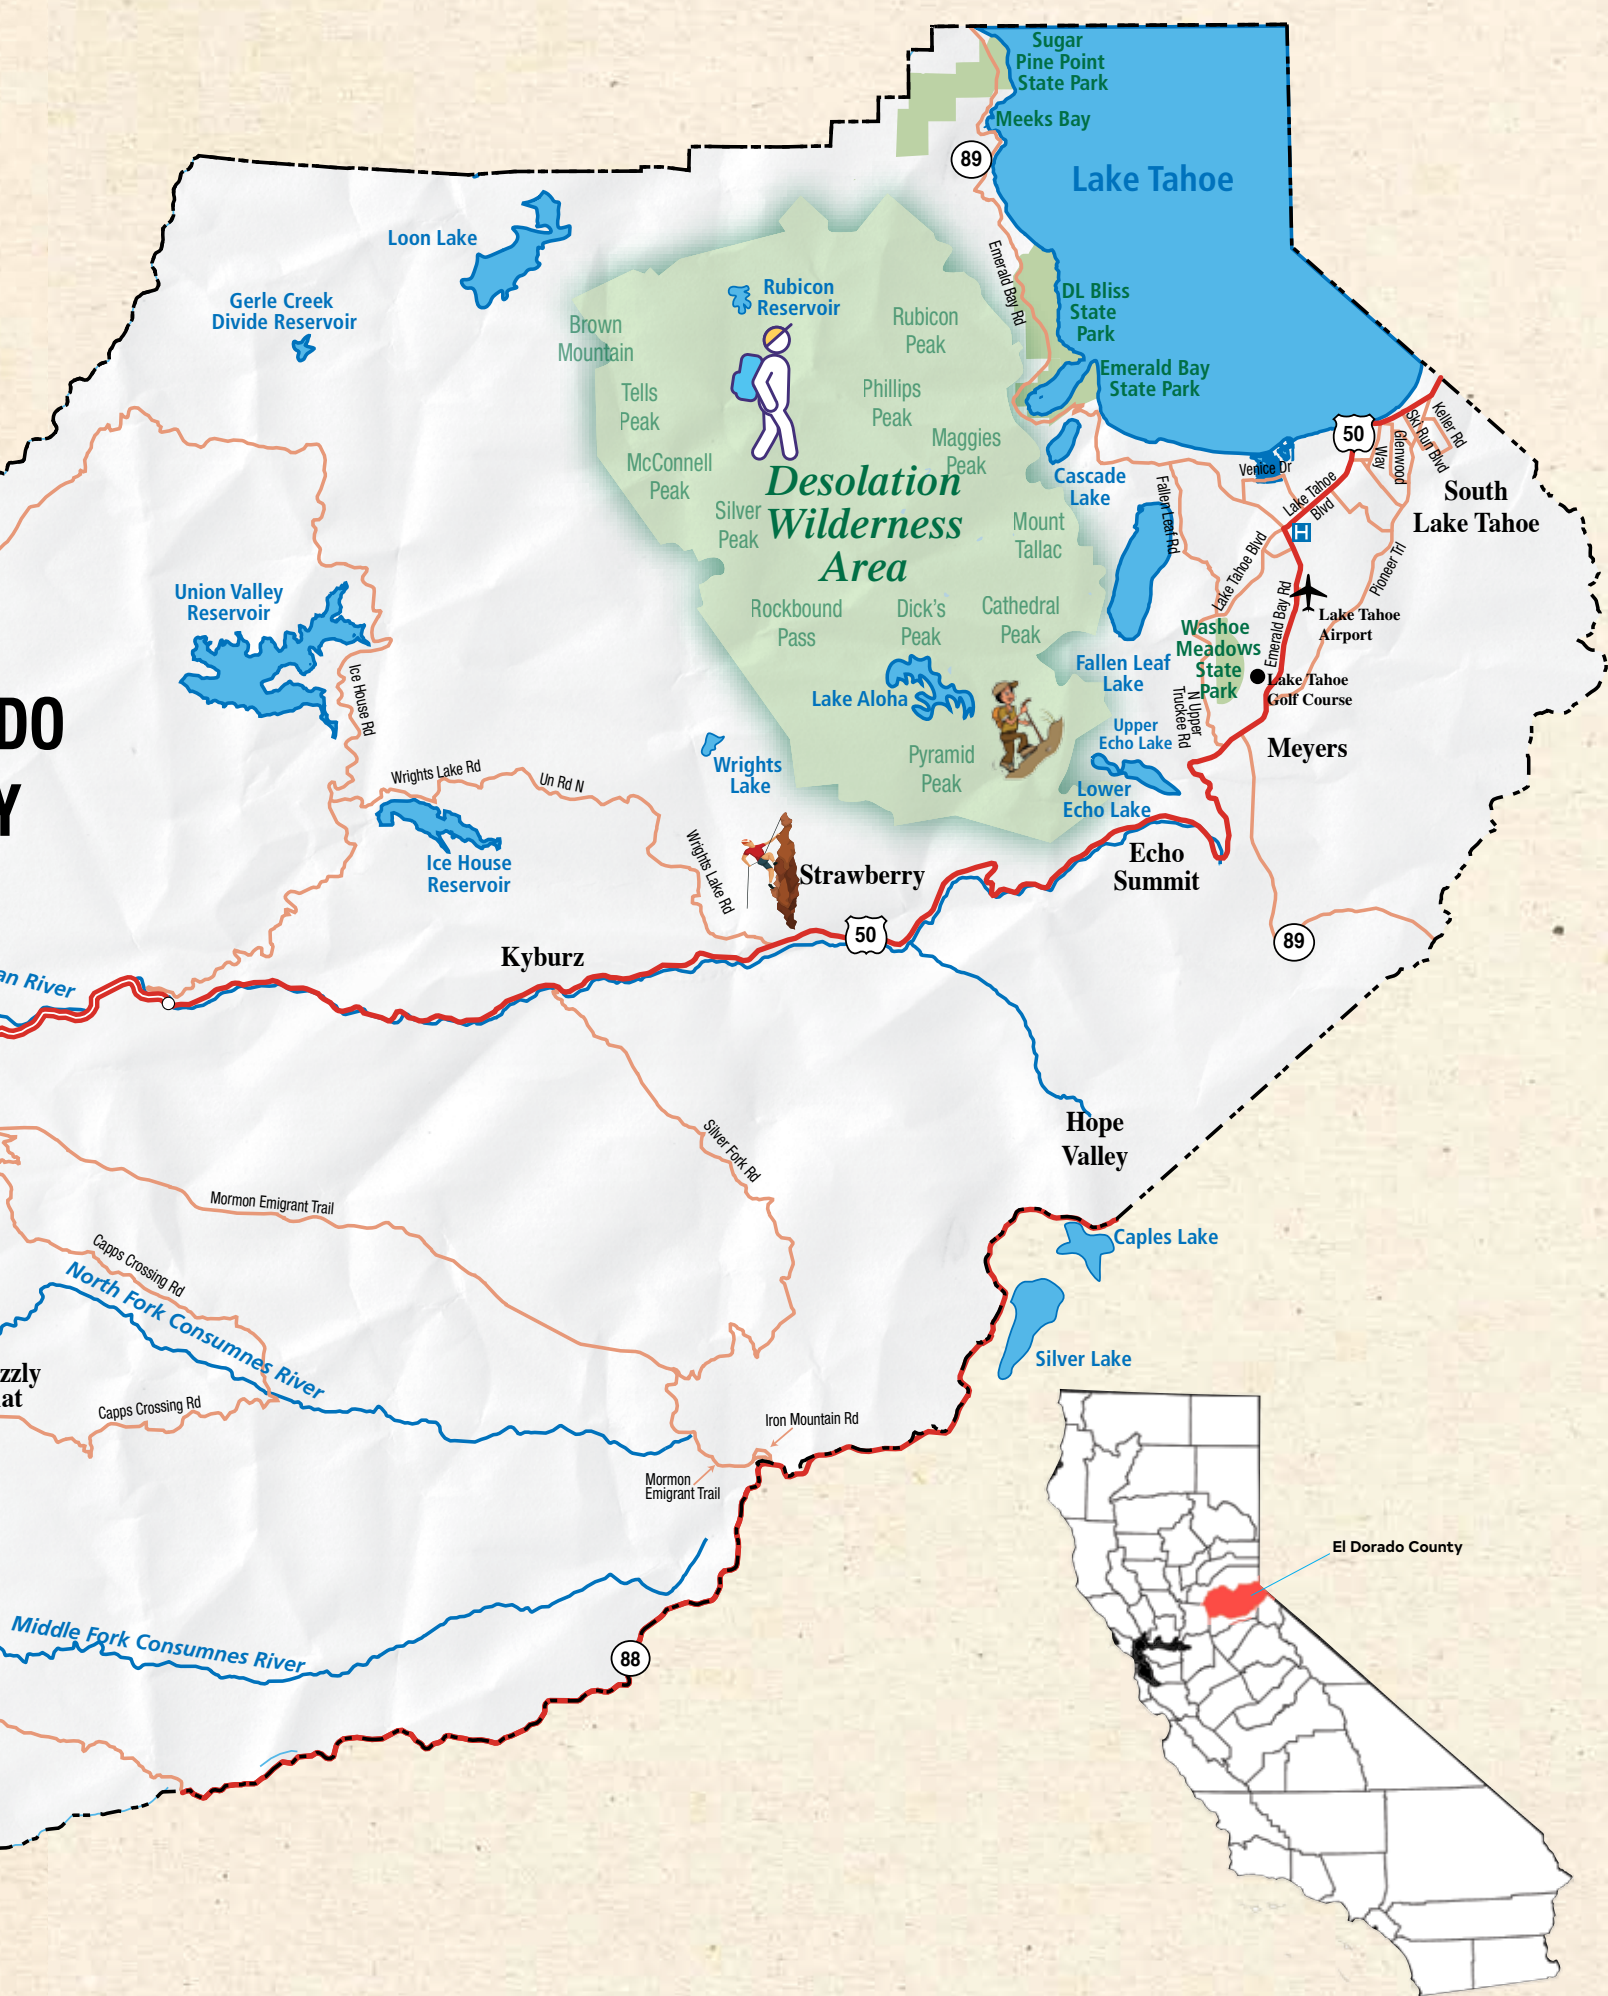 Sugar
Pine Point
State Park
Meeks Bay
89
Lake Tahoe
Loon Lake
Gerle Creek
Divide Reservoir
Rubicon
Reservoir
Emerald Bay Rd
DL Bliss
State
Park
Brown
Mountain
Rubicon
Peak
Emerald Bay
State Park
Tells
Peak
Phillips
Peak
Maggies
Peak
McConnell
Peak
Silver
Peak
Desolation
Wilderness
Area
Mount
Tallac
Cascade
Lake
Fallen Leaf Rd
Venice Dr
50
Keller Rd
Ski Run Blvd
Glenwood
Way
Lake Tahoe
Blvd
South
Lake Tahoe
H
Lake Tahoe Blvd
Pioneer Trl
Emerald Bay Rd
Lake Tahoe
Airport
Union Valley
Reservoir
Rockbound
Pass
Dick's
Peak
Cathedral
Peak
Washoe
Meadows
State
Park
Fallen Leaf
Lake
Lake Tahoe
Golf Course
N Upper
Truckee Rd
Lake Aloha
Ice House Rd
DO
Y
Upper
Echo Lake
Meyers
Pyramid
Peak
Wrights
Lake
Lower
Echo Lake
Wrights Lake Rd
Un Rd N
Ice House
Reservoir
Wrights Lake Rd
Strawberry
Echo
Summit
50
89
Kyburz
an River
Hope
Valley
Silver Fork Rd
Mormon Emigrant Trail
Capps Crossing Rd
North Fork Consumnes River
Caples Lake
Silver Lake
zzly
at
Capps Crossing Rd
Iron Mountain Rd
Mormon
Emigrant Trail
El Dorado County
Middle Fork Consumnes River
88